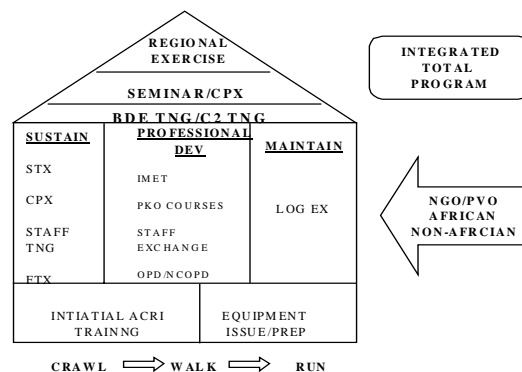 REGIONAL
EXERCISE
SEMINAR/CPX
BDE TNG/C2 TNG
INTEGRATED
TOTAL
PROGRAM
SUSTAIN
STX
CPX
STAFF
TNG
FTX
PROFESSIONAL
DEV
IMET
PKO COURSES
STAFF
EXCHANGE
OPD/NCOPD
MAINTAIN
LOG EX
NGO/PVO
AFRICAN
NON-AFRCIAN
INTIATIAL ACRI
TRAINNG
EQUIPMENT
ISSUE/PREP
CRAWL WALK RUN